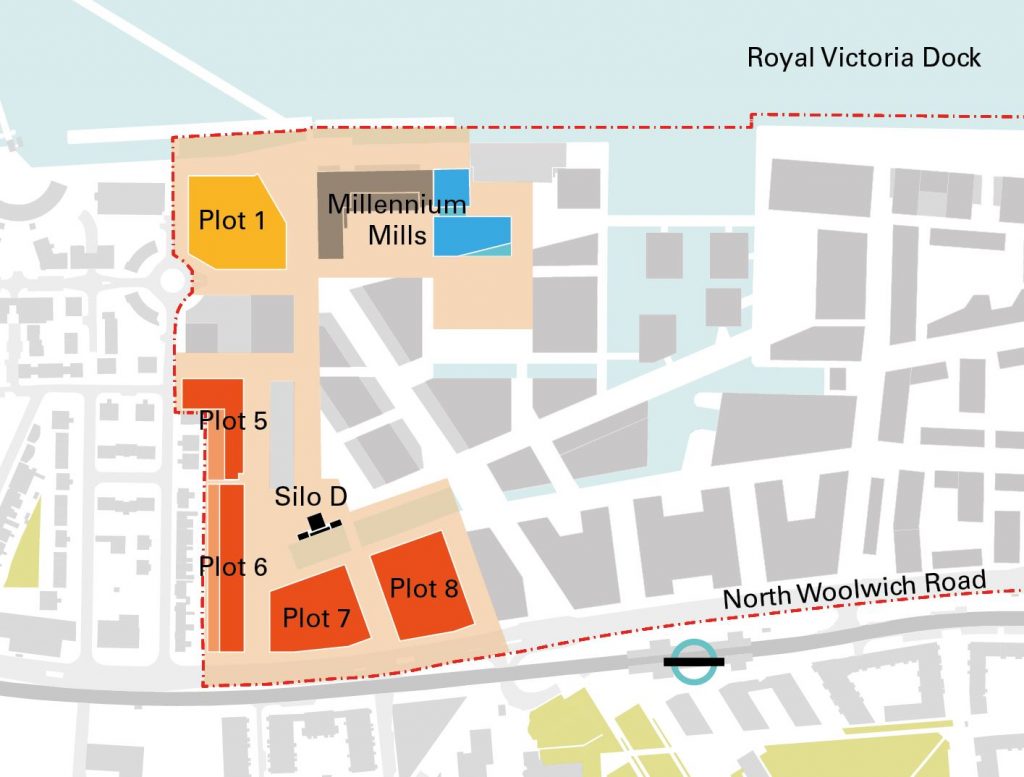 Royal Victoria Dock
Plot 1
Millennium
Mills
Plot 5
Silo D
Plot 6
Plot 7
Plot 8
North Woolwich Road